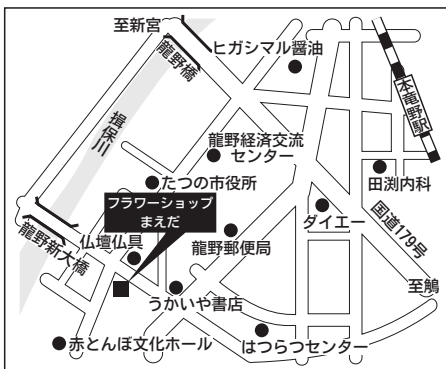 至新宮
龍野橋
ヒガシマル醤油
本竜野駅
揖保川
龍野経済交流
センター
たつの市役所
田渕内科
フラワーショップ
まえだ
ダイエー
国道179号
龍野新大橋
仏壇仏具
龍野郵便局
至鵤
うかいや書店
赤とんぼ文化ホール
はつらつセンター